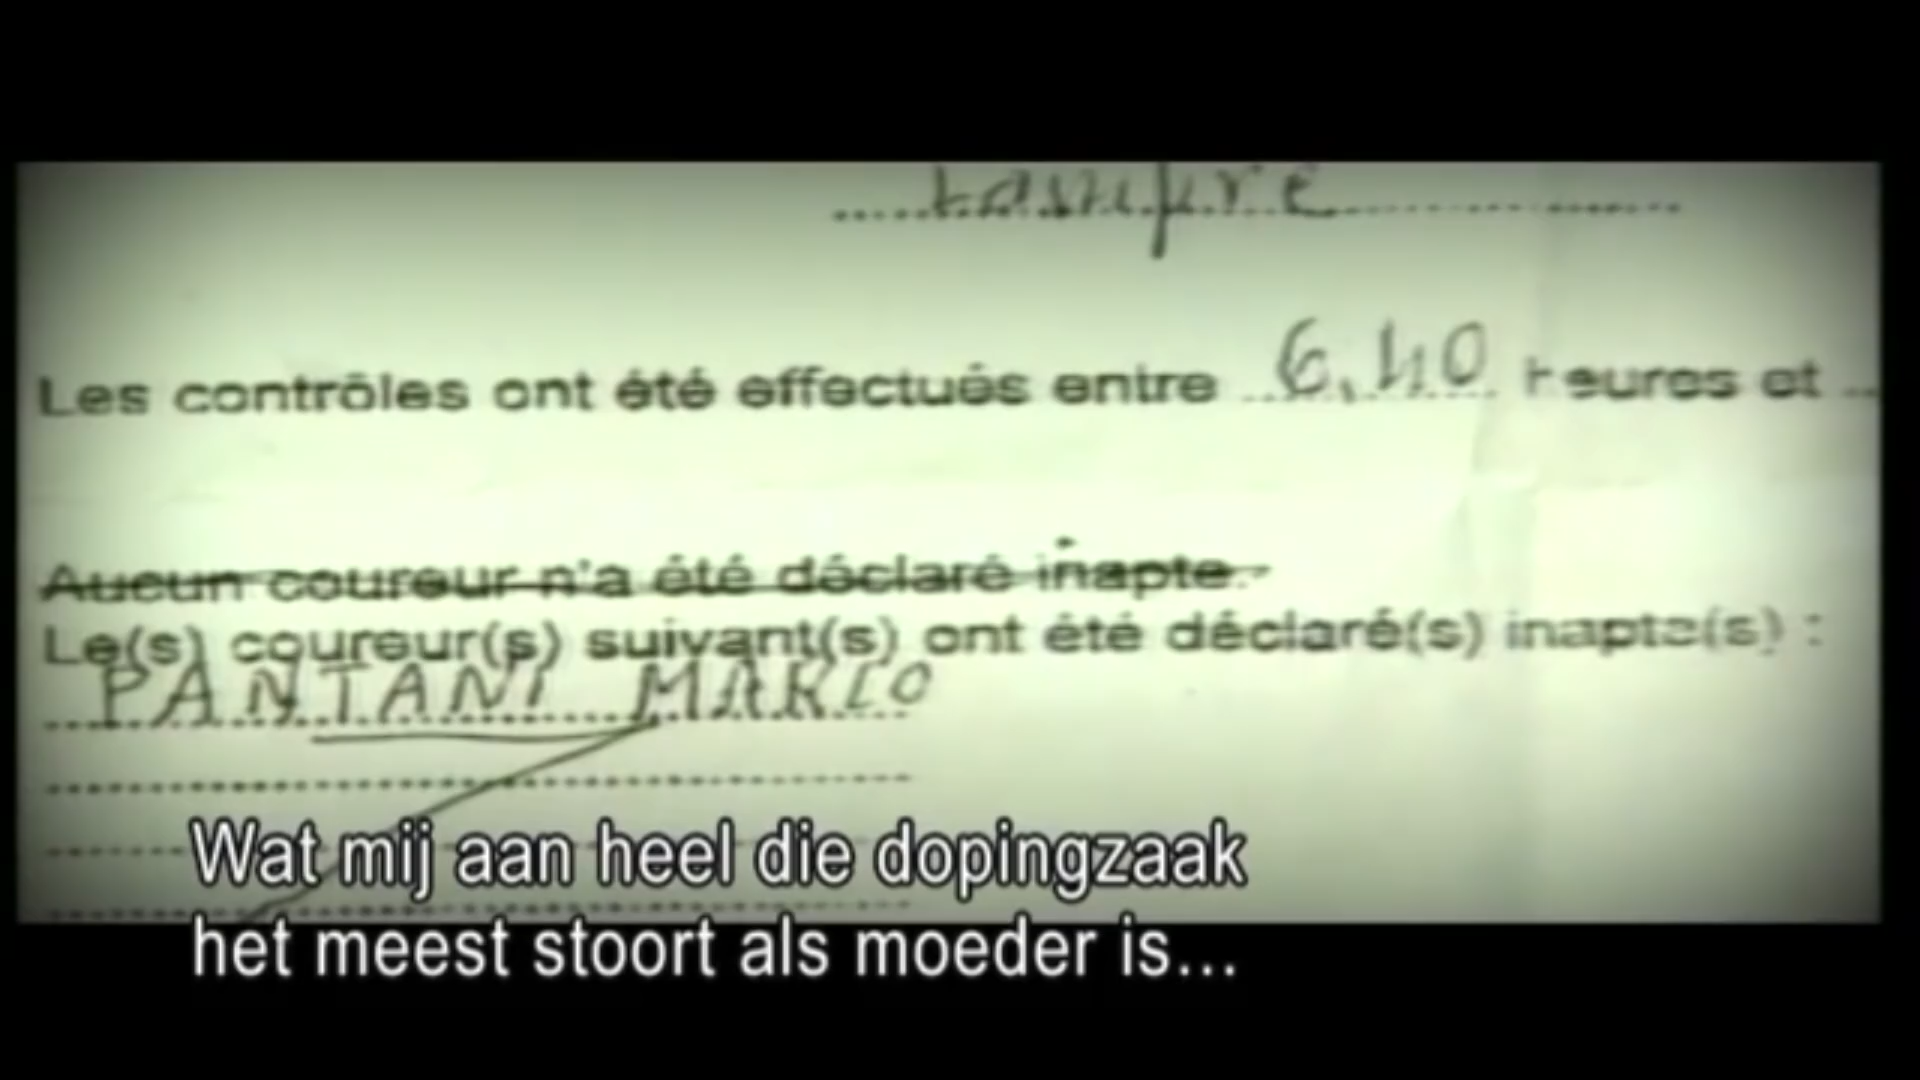 Lampre
Les contrôles ont été effectués entre 6,40 heures et
Aucun coureur n'a été déclaré inapte.
Le(s) coureur(s) suivant(s) ont été déclaré(s) inapte(s) :
PANTANI MARCO
Wat mij aan heel die dopingzaak
het meest stoort als moeder is...